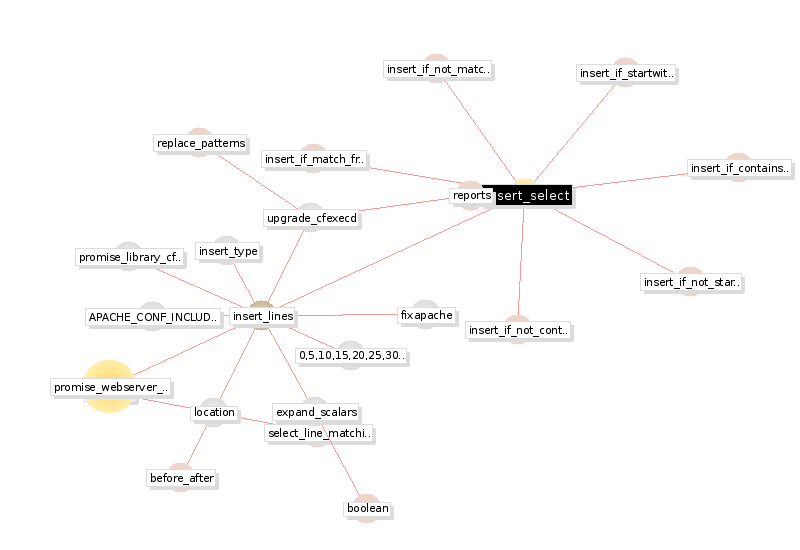 insert_if_not_matc..
insert_if_startwit..
replace_patterns
insert_if_match_fr..
insert_if_contains..
reports
nsert_select
upgrade_cfexecd
insert_type
promise_library_cf..
insert_if_not_star..
APACHE_CONF_INCLUD..
insert_lines
fixapache
insert_if_not_cont..
0,5,10,15,20,25,30..
promise_webserver_..
location
expand_scalars
select_line_matchi..
before_after
boolean